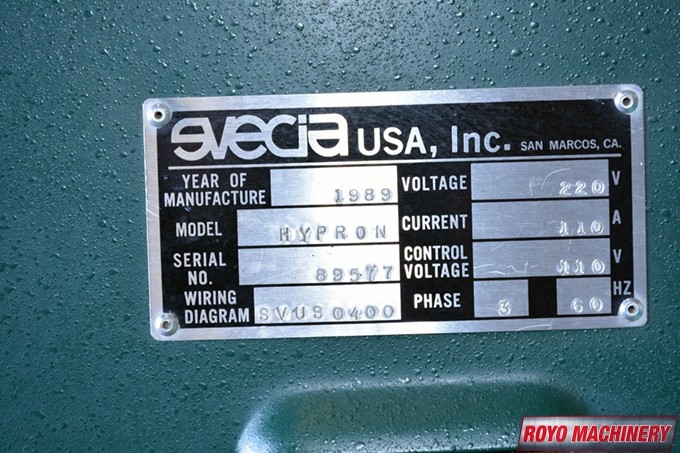 svecia USA, Inc. SAN MARCOS, CA.
YEAR OF MANUFACTURE 1989
MODEL HYPRON
SERIAL NO. 89577
WIRING DIAGRAM SVUS0400
VOLTAGE 220 V
CURRENT 110 A
CONTROL VOLTAGE 110 V
PHASE 3 60 HZ
ROYO MACHINERY